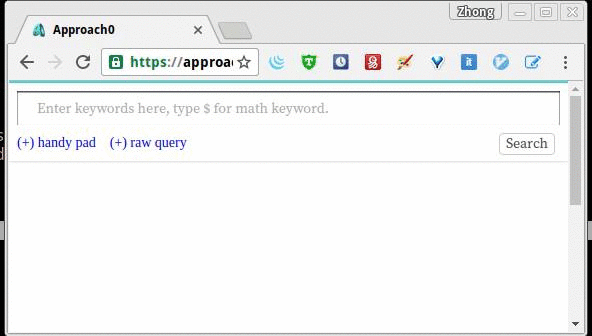 Zhong
Approach0
https://approa
Enter keywords here, type $ for math keyword.
(+) handy pad (+) raw query
Search